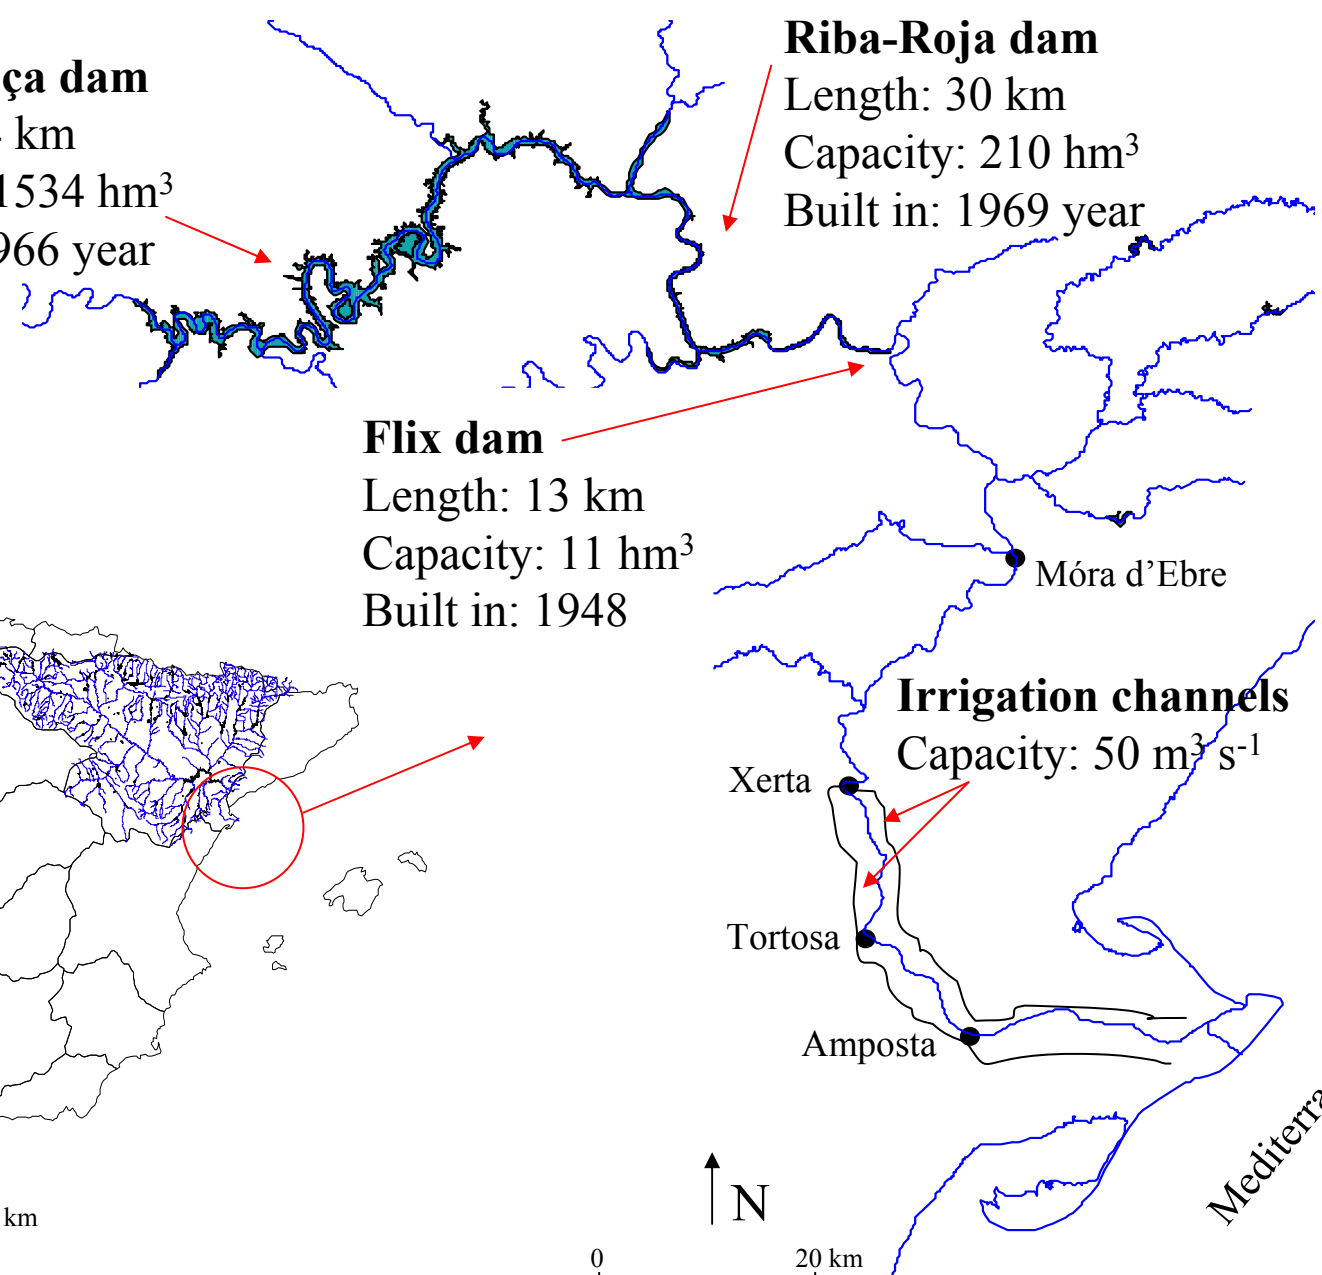 Riba-Roja dam
Length: 30 km
Capacity: 210 hm³
Built in: 1969 year
ça dam
km
1534 hm³
966 year
Flix dam
Length: 13 km
Capacity: 11 hm³
Built in: 1948
Móra d’Ebre
Irrigation channels
Capacity: 50 m³ s⁻¹
Xerta
Tortosa
Amposta
Mediterra
N
km
0 20 km